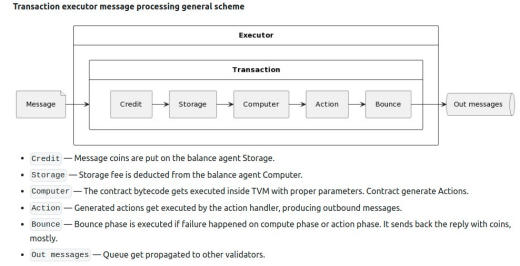 Transaction executor message processing general scheme
Executor
Transaction
Message
Credit
Storage
Computer
Action
Bounce
Out messages
• Credit — Message coins are put on the balance agent Storage.
• Storage — Storage fee is deducted from the balance agent Computer.
• Computer — The contract bytecode gets executed inside TVM with proper parameters. Contract generate Actions.
• Action — Generated actions get executed by the action handler, producing outbound messages.
• Bounce — Bounce phase is executed if failure happened on compute phase or action phase. It sends back the reply with coins,
mostly.
• Out messages — Queue get propagated to other validators.